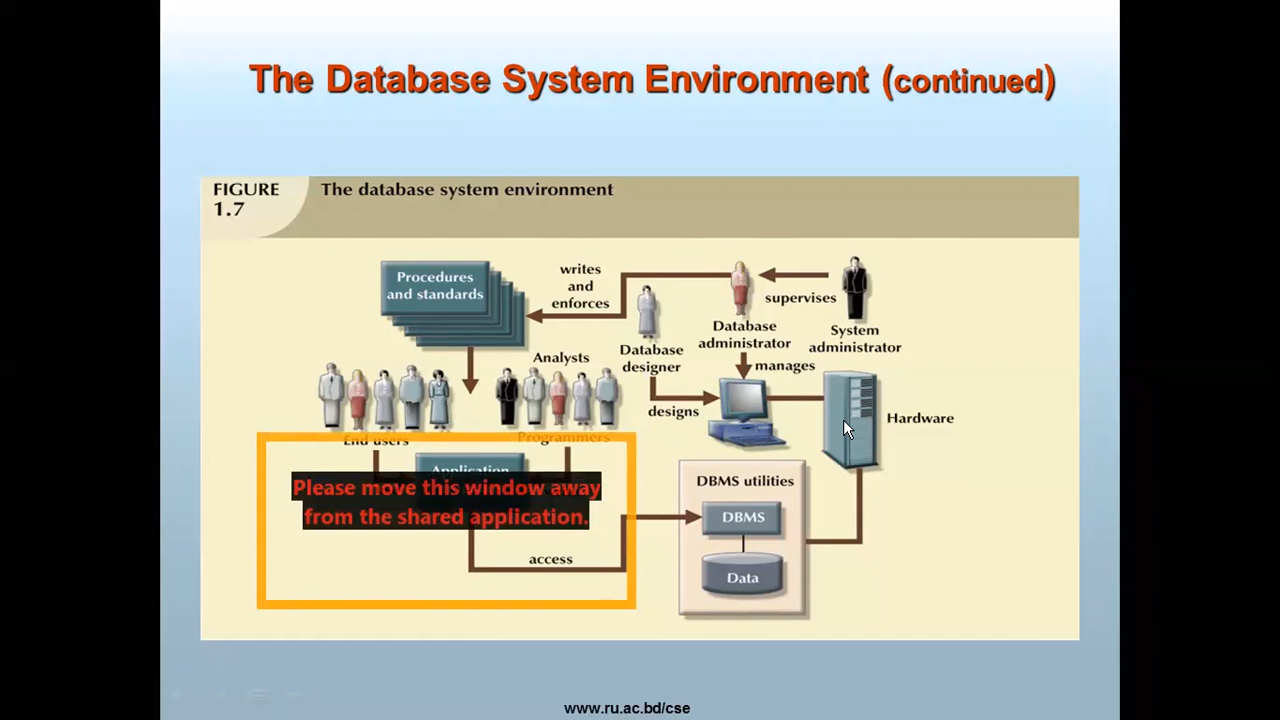 The Database System Environment (continued)
FIGURE
1.7
The database system environment
Procedures
and standards
writes
and
enforces
supervises
Database
administrator
System
administrator
Analysts
Database
designer
manages
designs
Hardware
End users
Programmers
Application
Please move this window away
from the shared application.
access
DBMS utilities
DBMS
Data
www.ru.ac.bd/cse